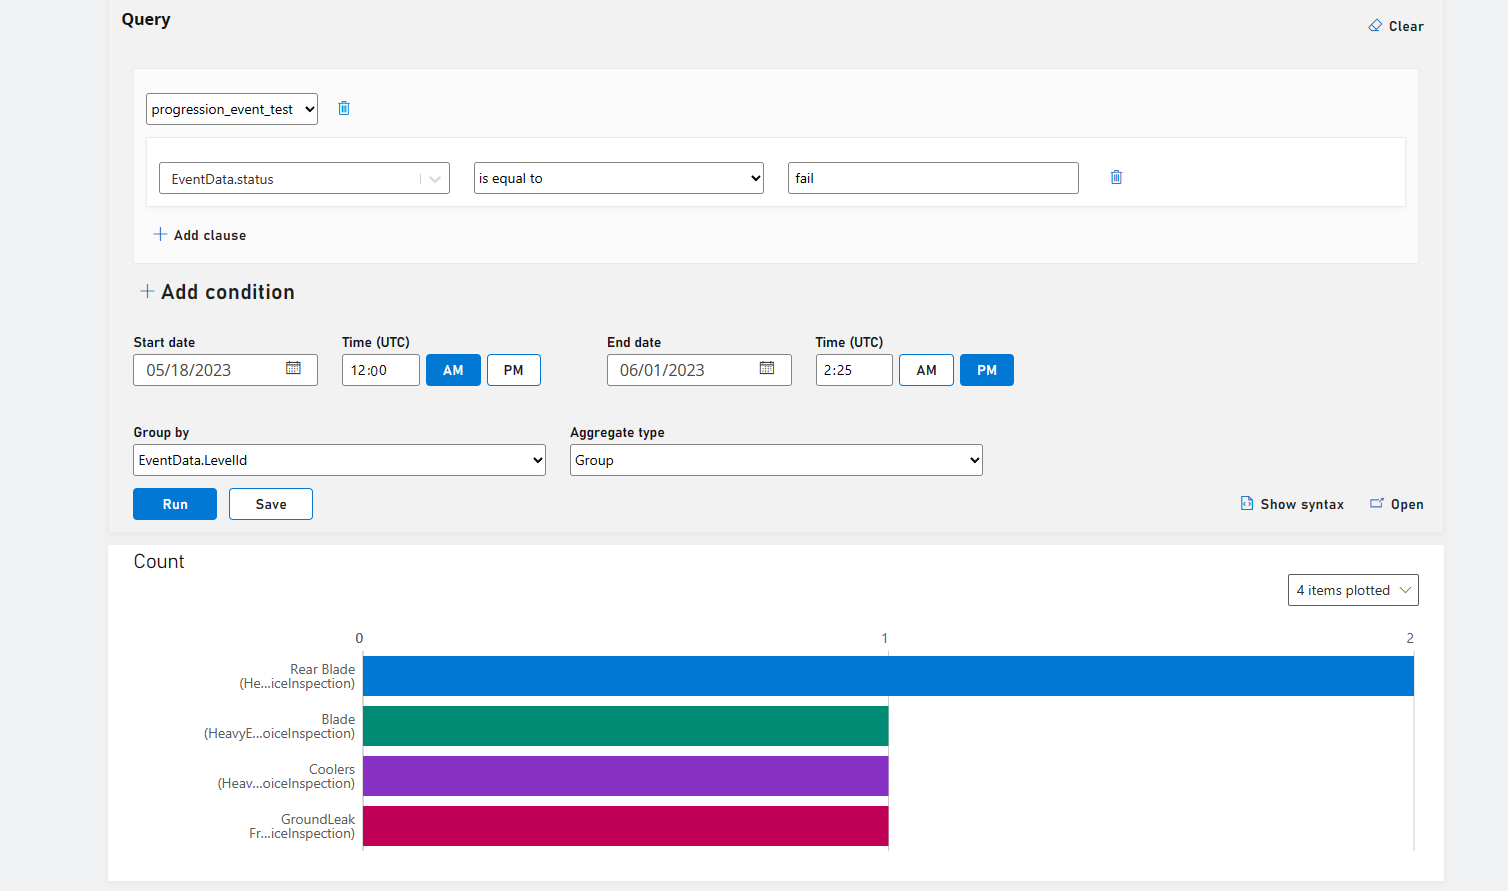 Query
Clear
progression_event_test
EventData.status
is equal to
fail
Add clause
Add condition
Start date
Time (UTC)
End date
Time (UTC)
05/18/2023
12:00
AM
PM
06/01/2023
2:25
AM
PM
Group by
Aggregate type
EventData.LevelId
Group
Run
Save
Show syntax
Open
Count
4 items plotted
0
1
2
Rear Blade
(He...iceInspection)
Blade
(HeavyE...oiceInspection)
Coolers
(Heav...oiceInspection)
GroundLeak
Fr...iceInspection)